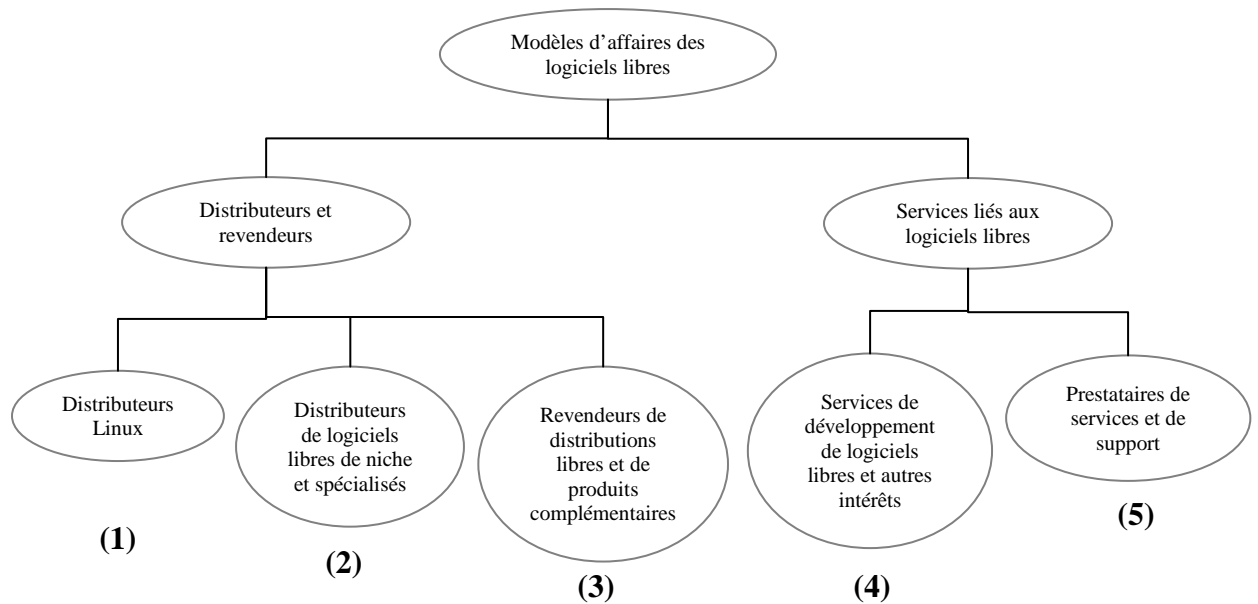 Modèles d'affaires des
logiciels libres
Distributeurs et
revendeurs
Services liés aux
logiciels libres
Distributeurs
Linux
Distributeurs
de logiciels
libres de niche
et spécialisés
Revendeurs de
distributions
libres et de
produits
complémentaires
Services de
développement
de logiciels
libres et autres
intérêts
Prestataires de
services et de
support
(1)
(2)
(3)
(4)
(5)